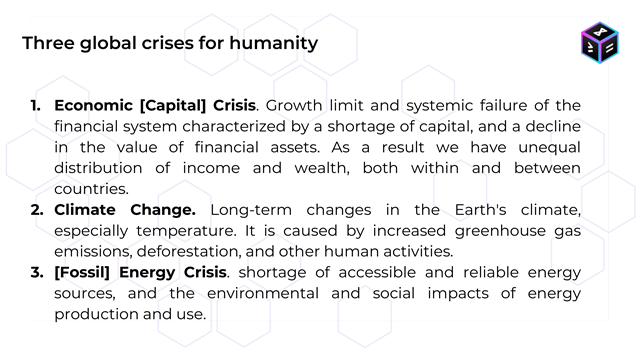 Three global crises for humanity
1. Economic [Capital] Crisis. Growth limit and systemic failure of the
financial system characterized by a shortage of capital, and a decline
in the value of financial assets. As a result we have unequal
distribution of income and wealth, both within and between
countries.
2. Climate Change. Long-term changes in the Earth's climate,
especially temperature. It is caused by increased greenhouse gas
emissions, deforestation, and other human activities.
3. [Fossil] Energy Crisis. shortage of accessible and reliable energy
sources, and the environmental and social impacts of energy
production and use.